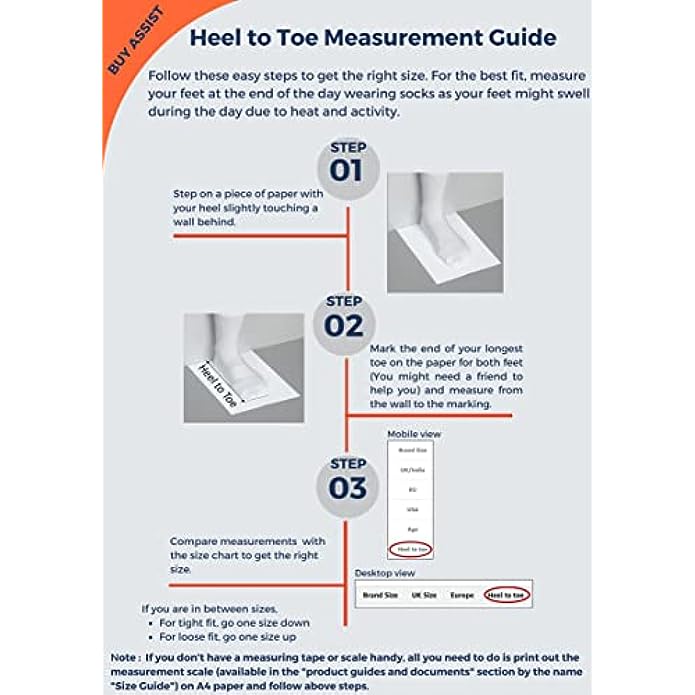 BUY ASSIST
Heel to Toe Measurement Guide
Follow these easy steps to get the right size. For the best fit, measure
your feet at the end of the day wearing socks as your feet might swell
during the day due to heat and activity.
STEP
01
Step on a piece of paper with
your heel slightly touching a
wall behind.
STEP
02
Heel to Toe
Mark the end of your longest
toe on the paper for both feet
(You might need a friend to
help you) and measure from
the wall to the marking.
Mobile view
Brand Size
UK/India
EU
USA
Age
Heel to toe
STEP
03
Compare measurements with
the size chart to get the right
size.
Desktop view
Brand Size UK Size Europe Heel to toe
If you are in between sizes,
• For tight fit, go one size down
• For loose fit, go one size up
Note : If you don't have a measuring tape or scale handy, all you need to do is print out the
measurement scale (available in the "product guides and documents" section by the name
"Size Guide") on A4 paper and follow above steps.